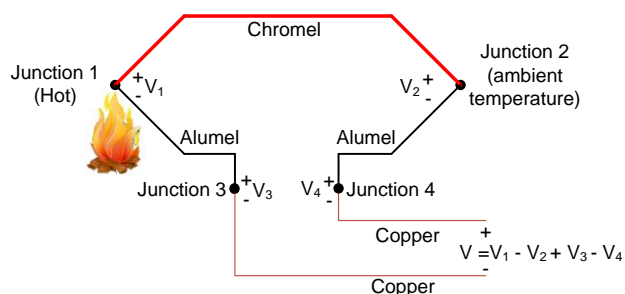 Chromel
Junction 1
(Hot)
+
-
V₁
V₂
+
-
Junction 2
(ambient
temperature)
Alumel
Alumel
Junction 3
+
-
V₃
V₄
+
-
Junction 4
Copper
+
V =V₁ - V₂ + V₃ - V₄
-
Copper